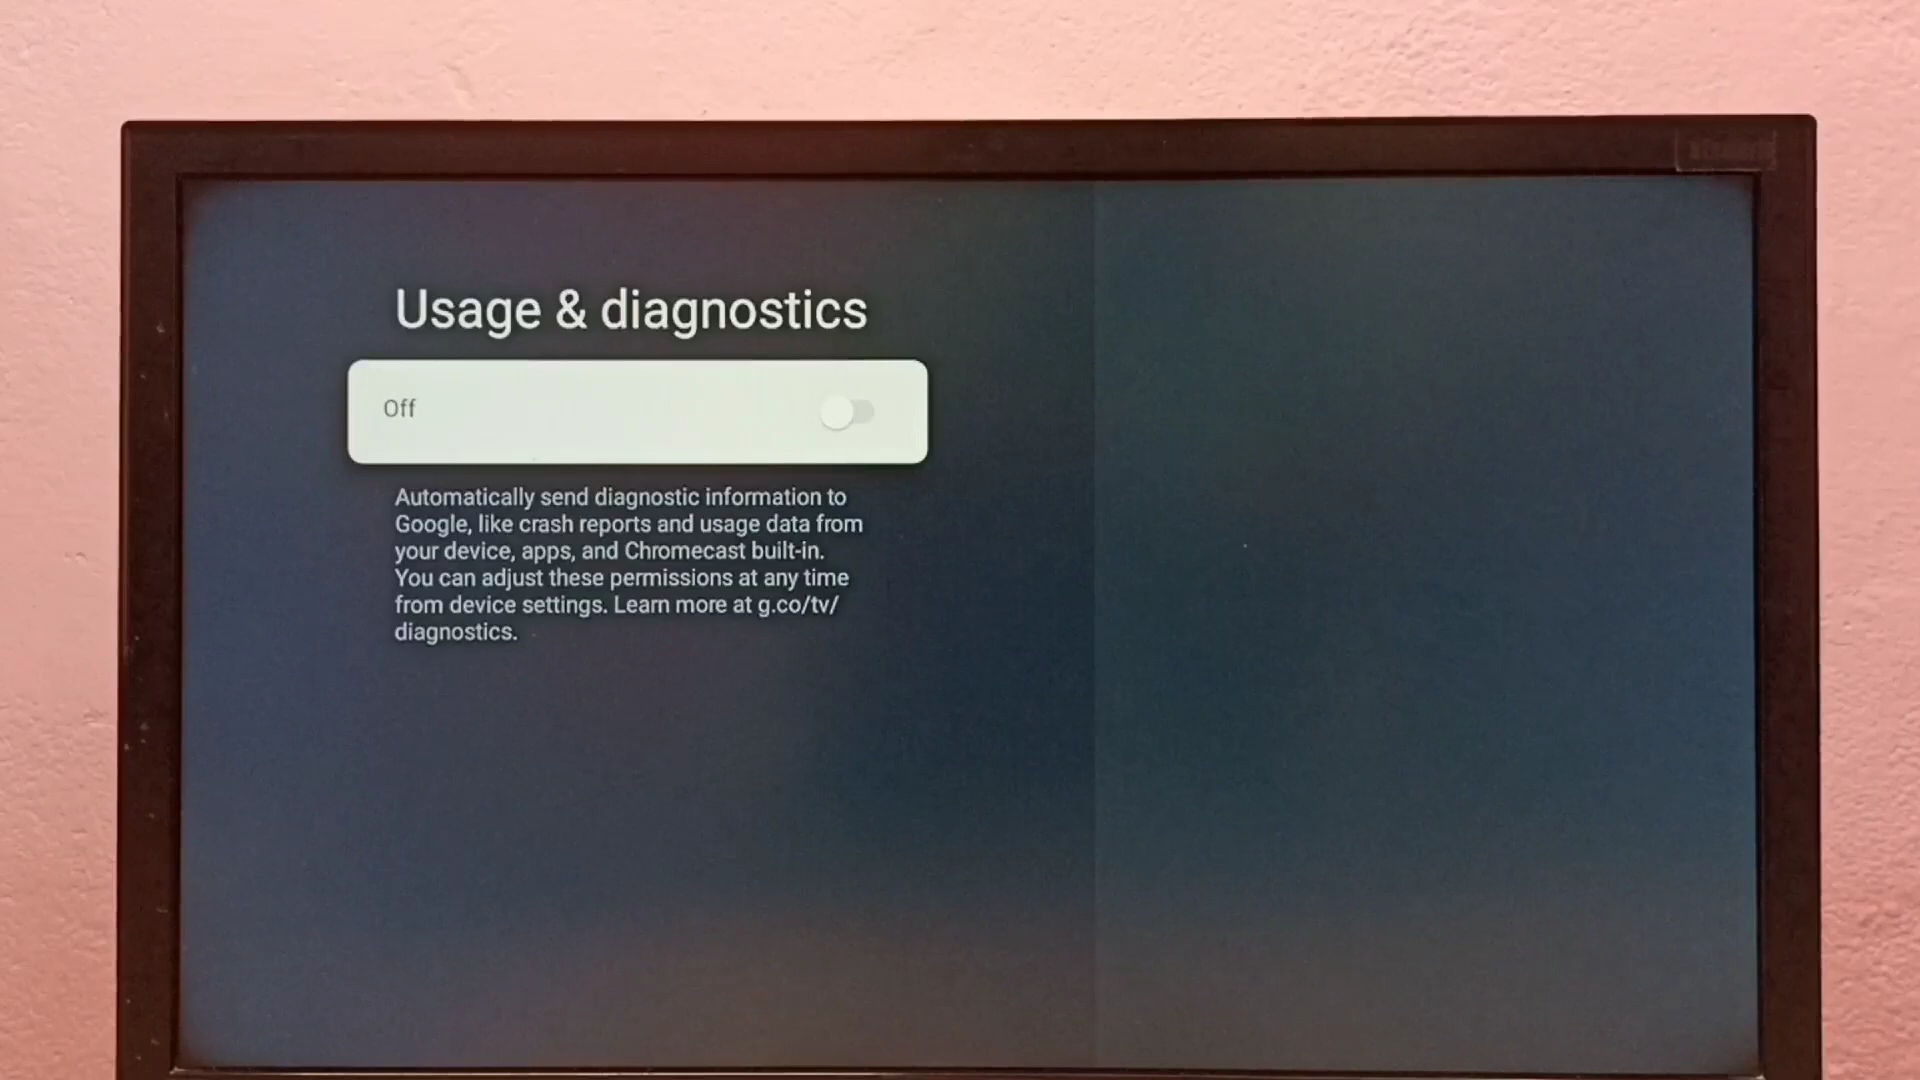 Usage & diagnostics
Off
Automatically send diagnostic information to
Google, like crash reports and usage data from
your device, apps, and Chromecast built-in.
You can adjust these permissions at any time
from device settings. Learn more at g.co/tv/
diagnostics.